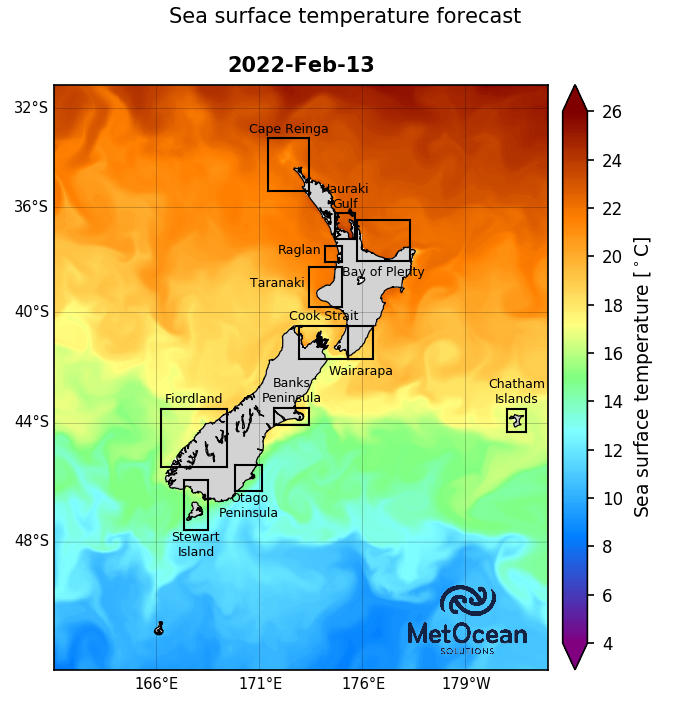 Sea surface temperature forecast
2022-Feb-13
32°S
36°S
40°S
44°S
48°S
166°E
171°E
176°E
179°W
Cape Reinga
Hauraki
Gulf
Raglan
Bay of Plenty
Taranaki
Cook Strait
Wairarapa
Banks
Peninsula
Fiordland
Chatham
Islands
Otago
Peninsula
Stewart
Island
MetOcean
SOLUTIONS
26
24
22
20
18
16
14
12
10
8
6
4
Sea surface temperature [°C]